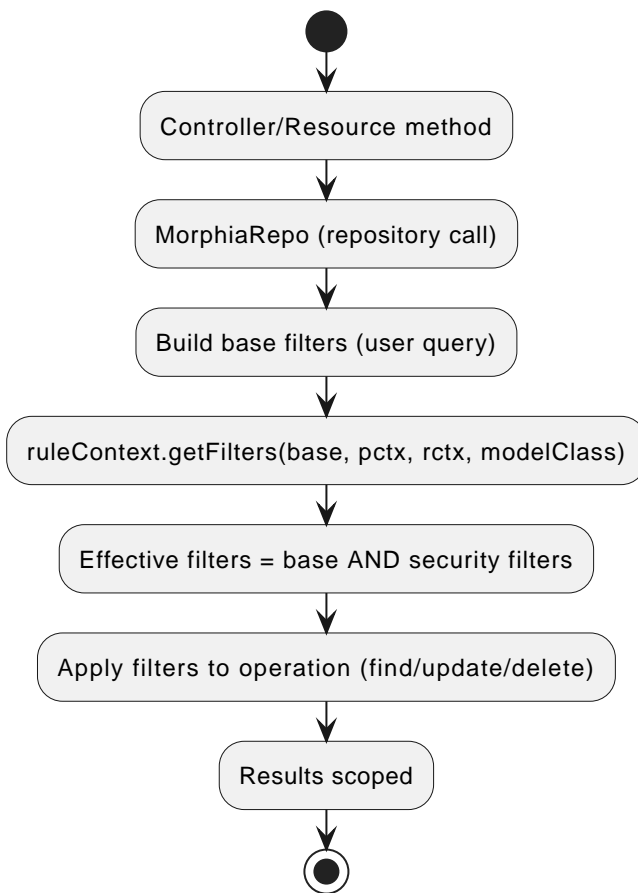 Controller/Resource method
MorphiaRepo (repository call)
Build base filters (user query)
ruleContext.getFilters(base, pctx, rctx, modelClass)
Effective filters = base AND security filters
Apply filters to operation (find/update/delete)
Results scoped